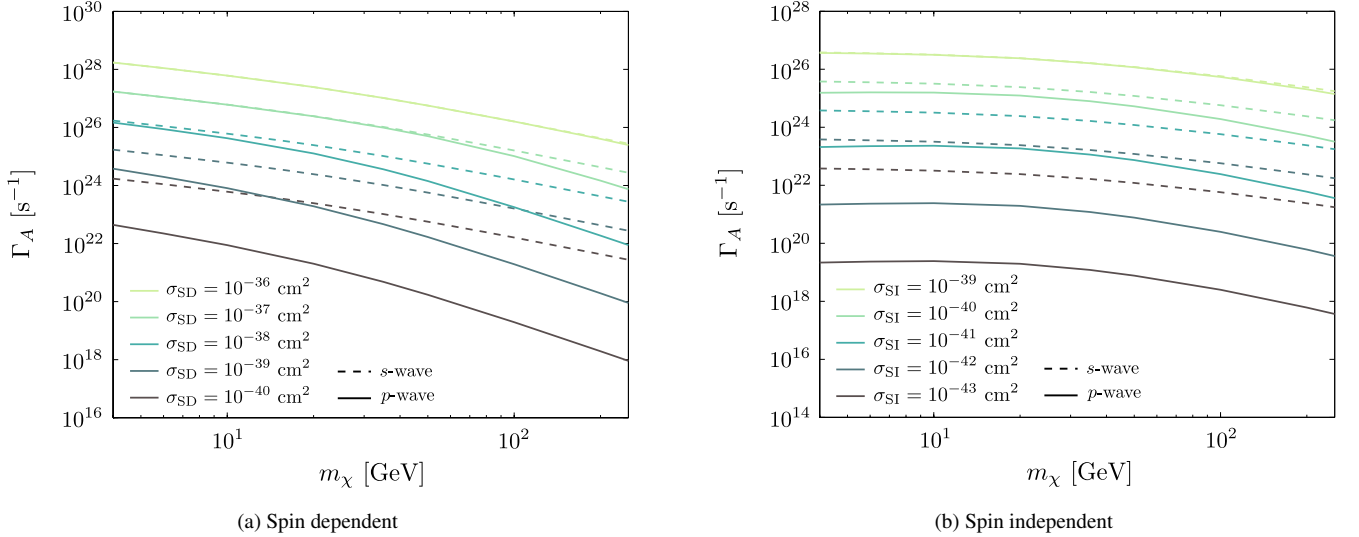 10^30
10^28
10^26
10^24
10^22
10^20
10^18
10^16
Γ_A [s^−1]
σ_SD = 10^−36 cm^2
σ_SD = 10^−37 cm^2
σ_SD = 10^−38 cm^2
σ_SD = 10^−39 cm^2
σ_SD = 10^−40 cm^2
s-wave
p-wave
10^1 10^2
m_χ [GeV]
(a) Spin dependent
10^28
10^26
10^24
10^22
10^20
10^18
10^16
10^14
Γ_A [s^−1]
σ_SI = 10^−39 cm^2
σ_SI = 10^−40 cm^2
σ_SI = 10^−41 cm^2
σ_SI = 10^−42 cm^2
σ_SI = 10^−43 cm^2
s-wave
p-wave
10^1 10^2
m_χ [GeV]
(b) Spin independent